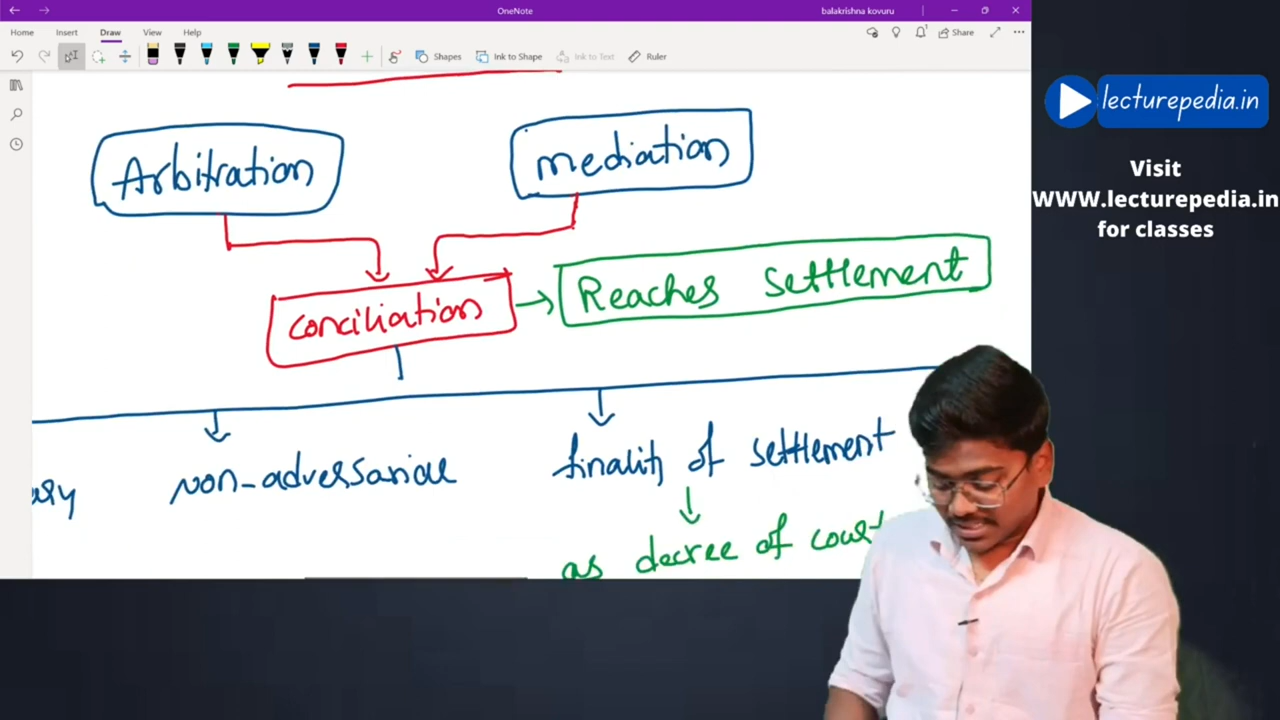 OneNote
balakrishna kovuru
Home Insert Draw View Help
Share
Shapes Ink to Shape Ink to Text Ruler
lecturepedia.in
Visit
WWW.lecturepedia.in
for classes
Arbitration
mediation
conciliation
Reaches settlement
non-adversarial
finality of settlement
as decree of court